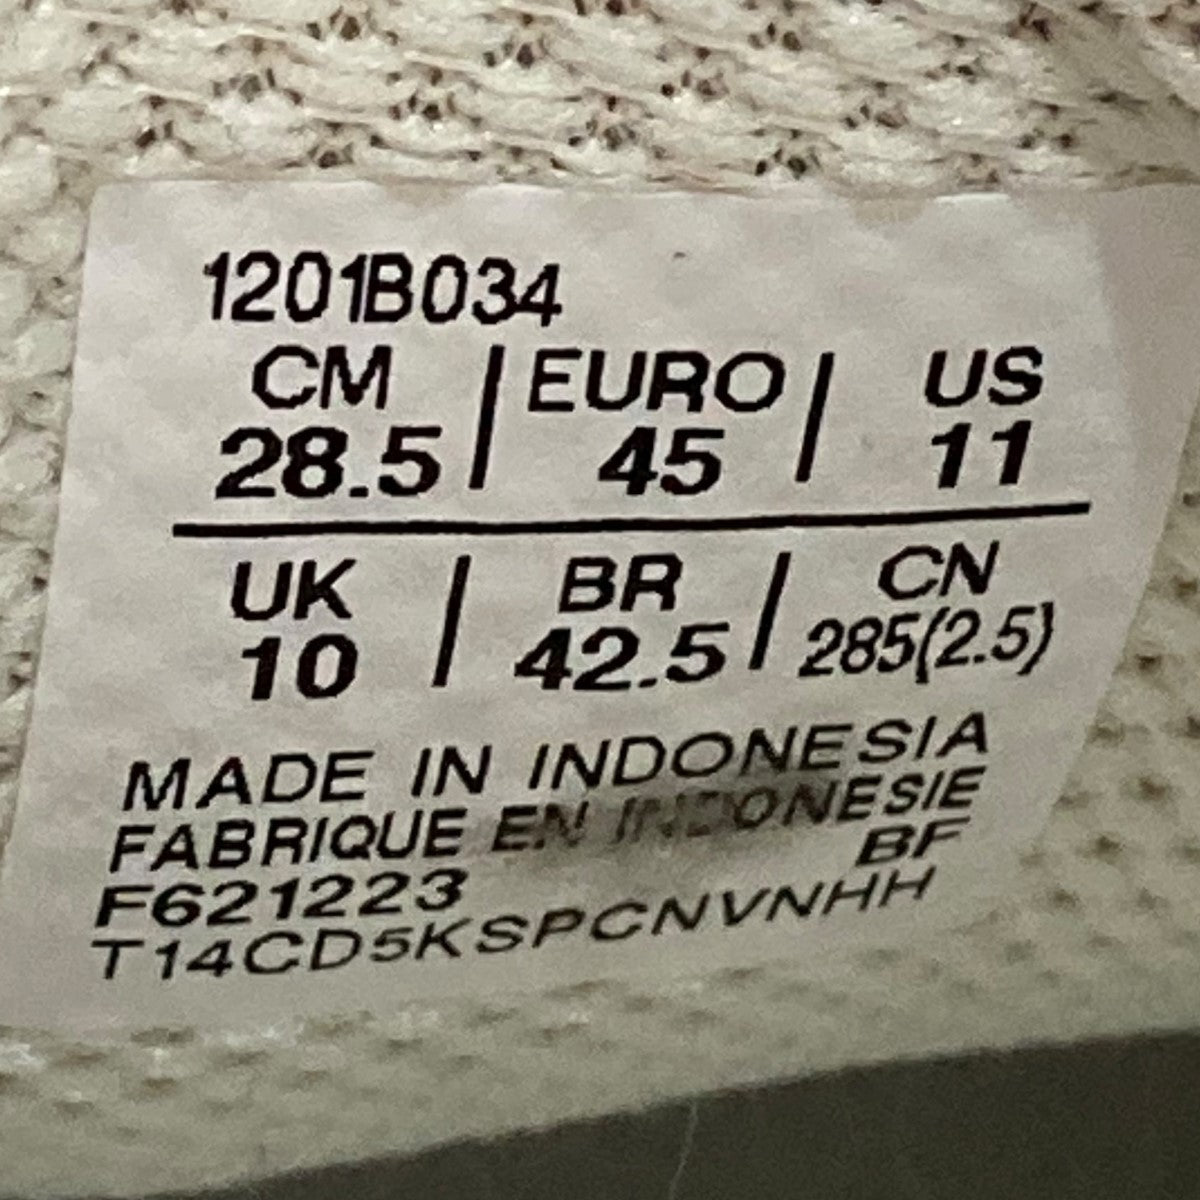 1201B034
CM | EURO | US
28.5 45 11
UK | BR | CN
10 42.5 285(2.5)
MADE IN INDONESIA
FABRIQUE EN INDONESIE
F621223 BF
T14CD5KSPCNVNHH